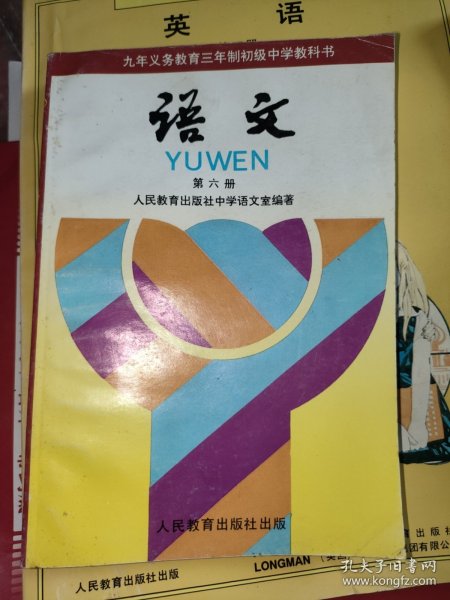 英语
九年义务教育三年制初级中学教科书
语文
YUWEN
第六册
人民教育出版社中学语文室编著
人民教育出版社出版
人民教育出版社出版
LONGMAN
孔夫子旧书网
www.kongfz.com